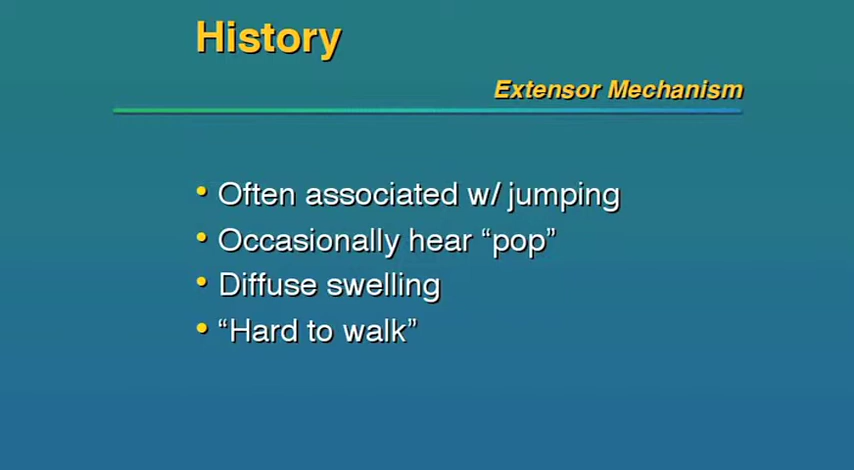 History
Extensor Mechanism
• Often associated w/ jumping
• Occasionally hear “pop”
• Diffuse swelling
• “Hard to walk”